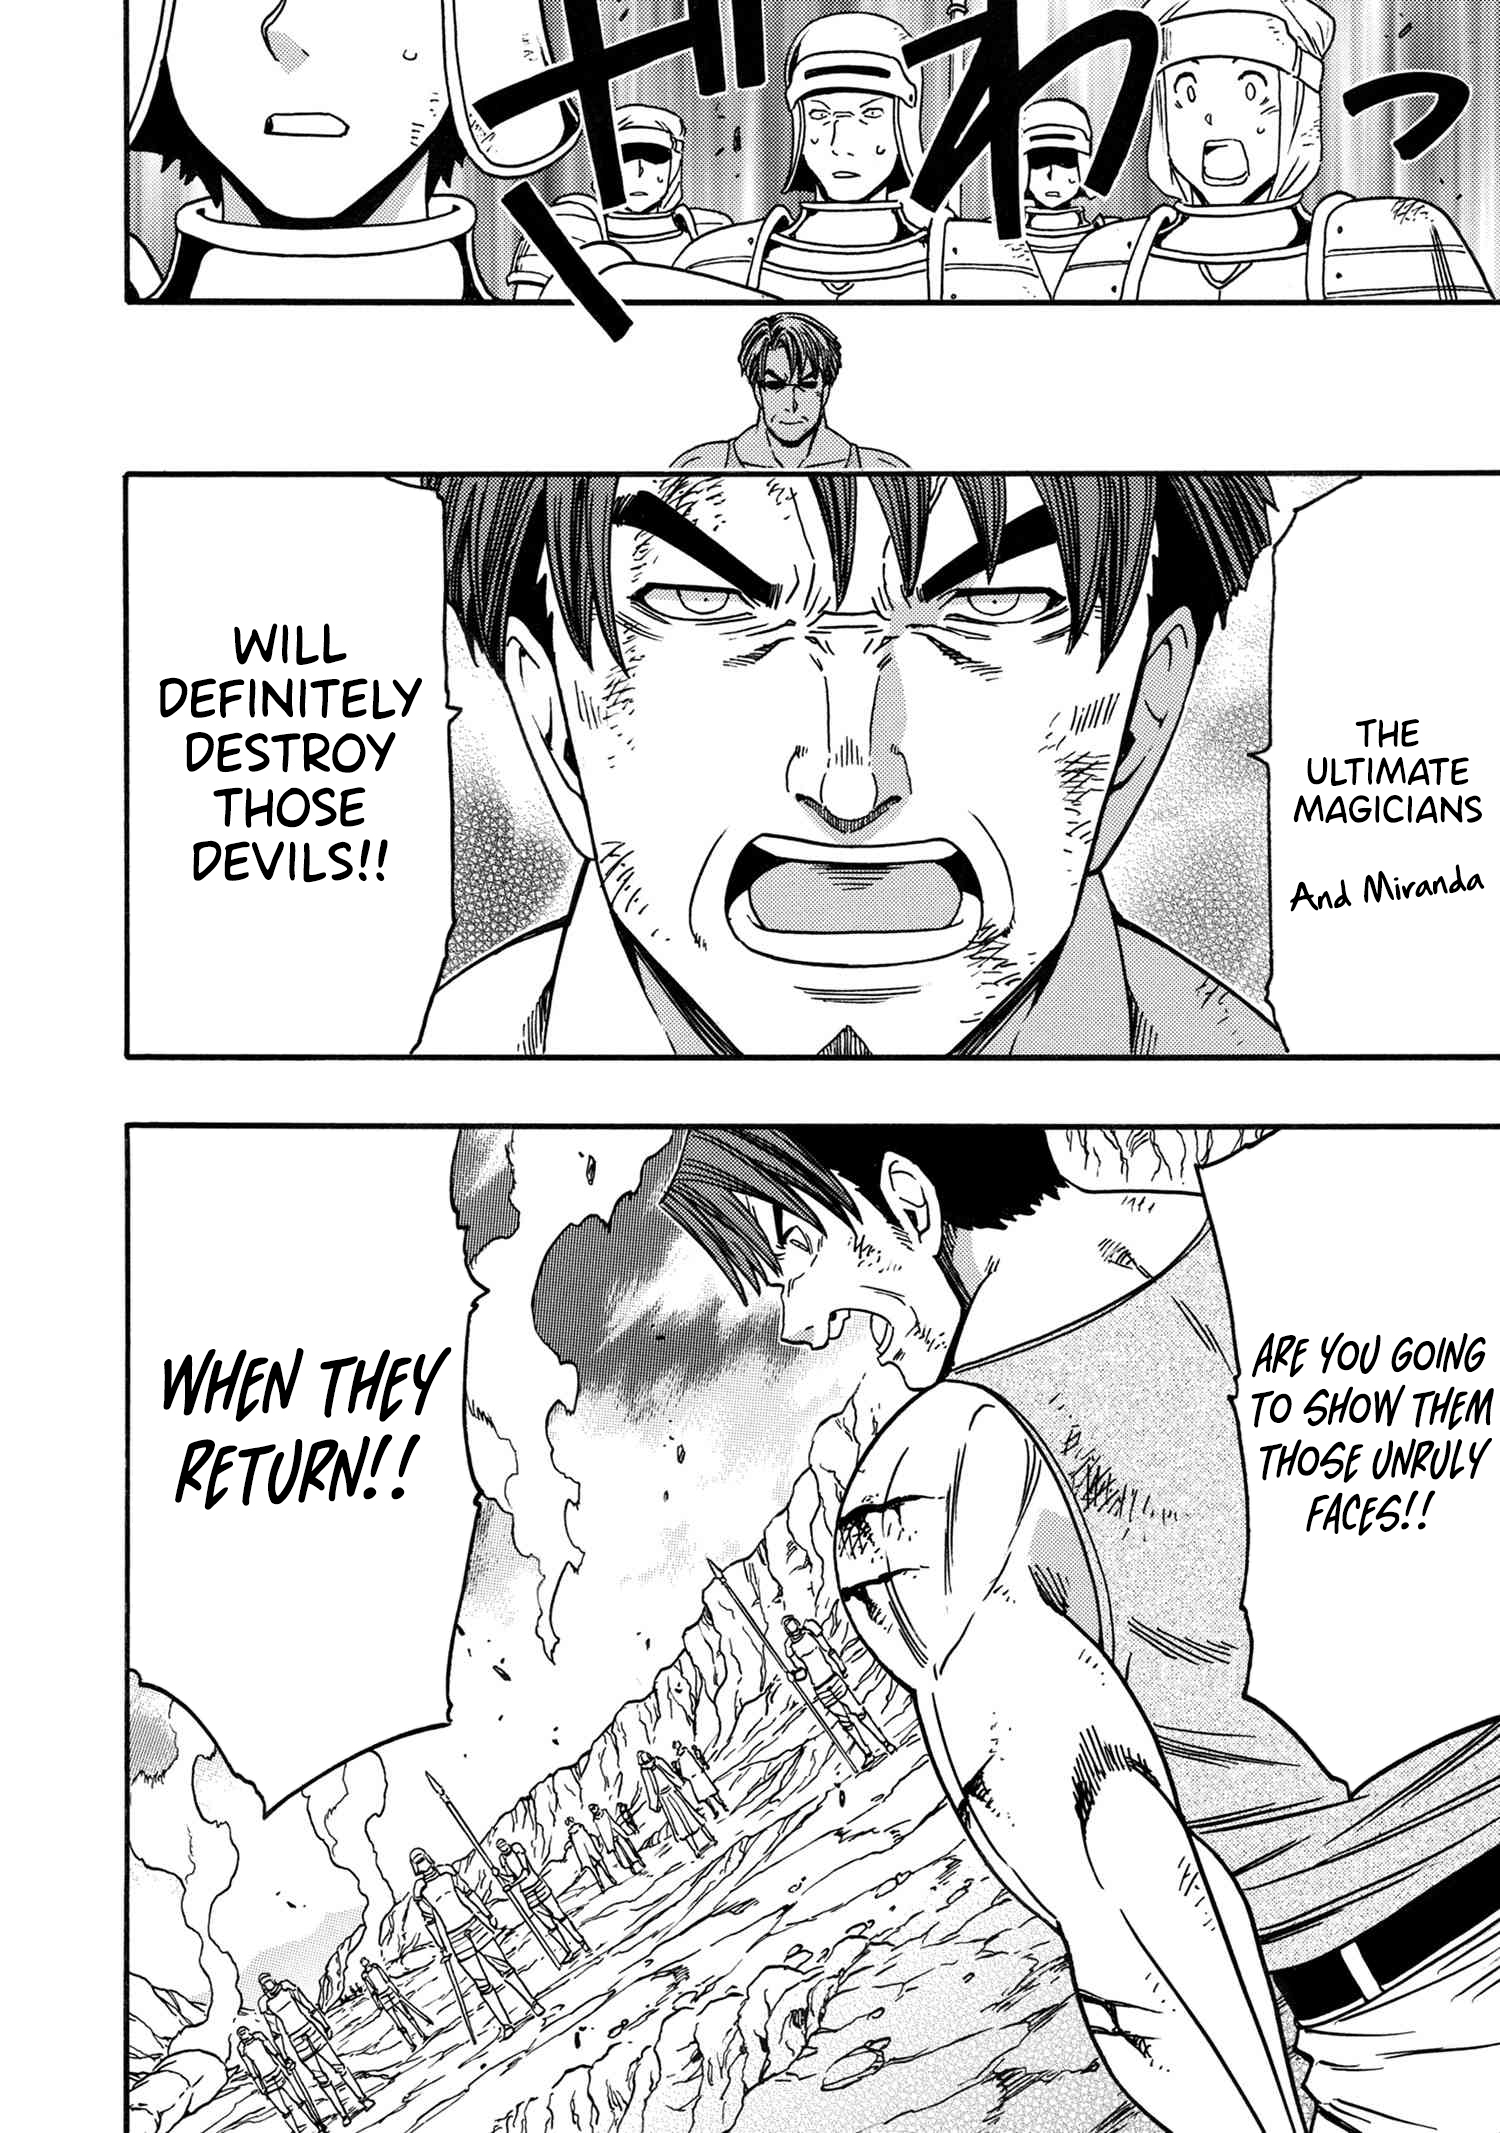 ざわっ
THE
ULTIMATE
MAGICIANS
And Miranda
WILL
DEFINITELY
DESTROY
THOSE
DEVILS!!
ARE YOU GOING
TO SHOW THEM
THOSE UNRULY
FACES!!
WHEN THEY
RETURN!!